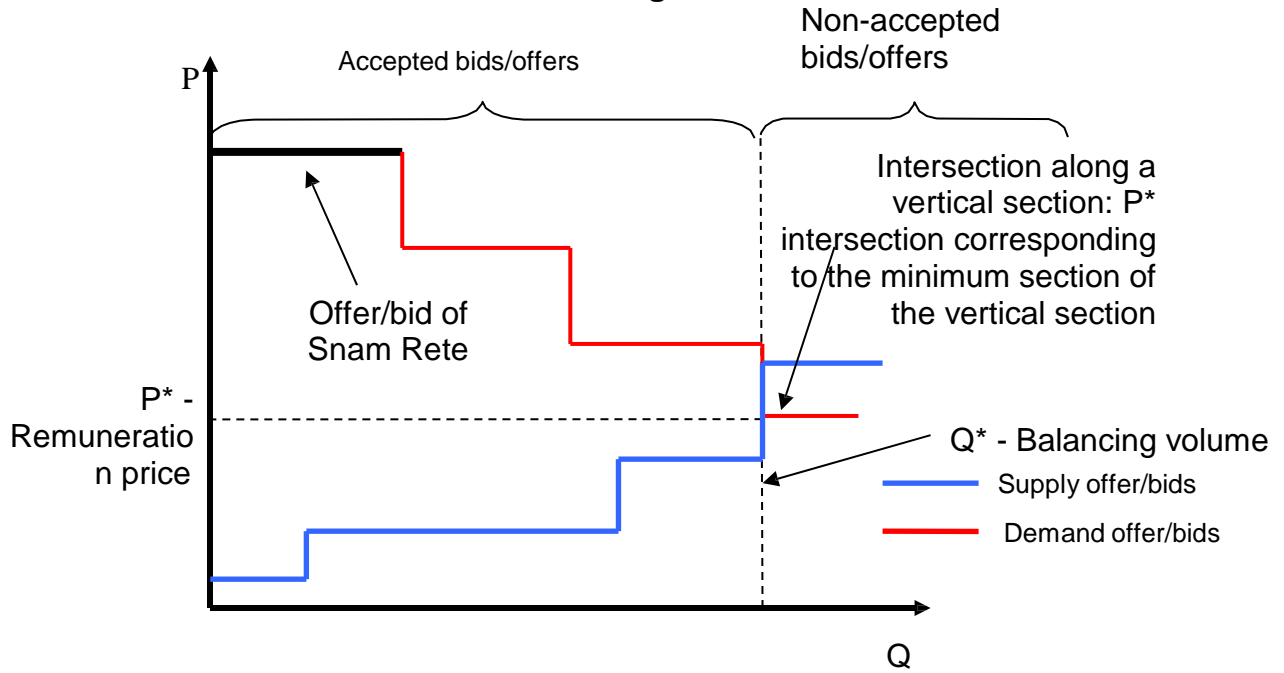 Non-accepted
bids/offers
Accepted bids/offers
P
Intersection along a
vertical section: P*
intersection corresponding
to the minimum section of
the vertical section
Offer/bid of
Snam Rete
P* -
Remuneratio
n price
Q* - Balancing volume
Supply offer/bids
Demand offer/bids
Q